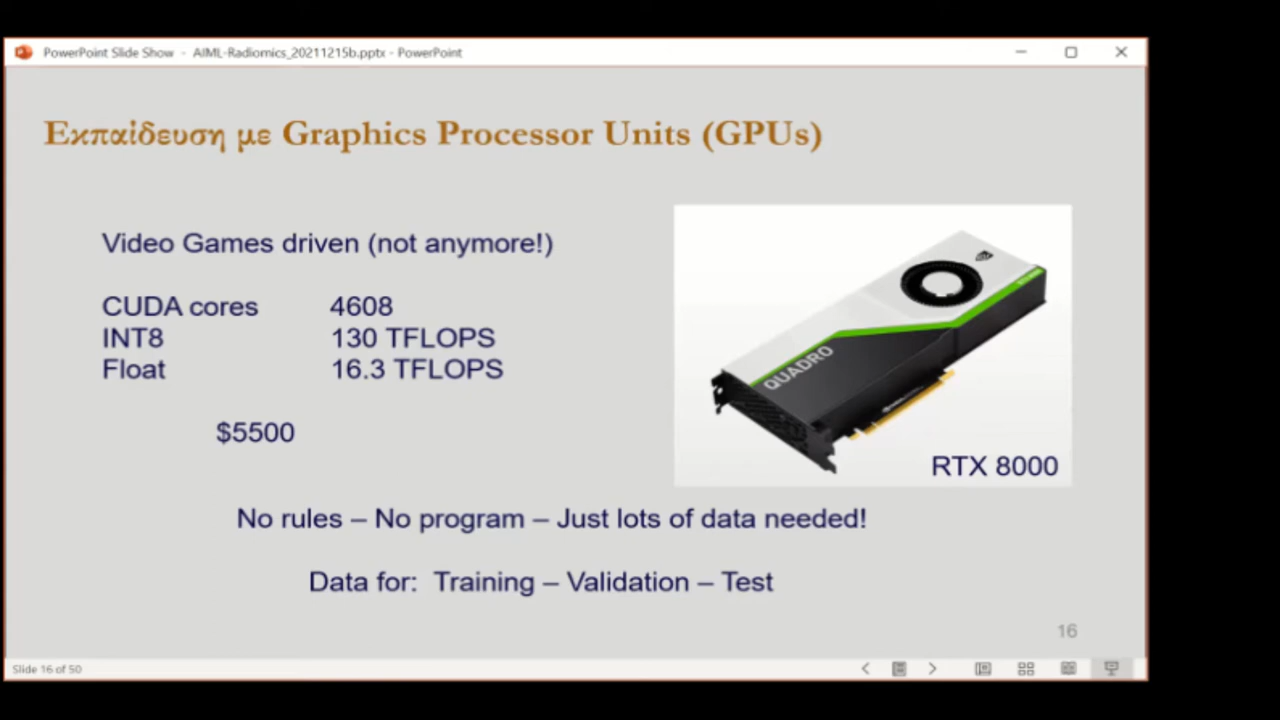 PowerPoint Slide Show - AIML-Radiomics_20211215b.pptx - PowerPoint
Εκπαίδευση με Graphics Processor Units (GPUs)
Video Games driven (not anymore!)
CUDA cores 4608
INT8 130 TFLOPS
Float 16.3 TFLOPS
$5500
QUADRO
RTX 8000
No rules – No program – Just lots of data needed!
Data for: Training – Validation – Test
16
Slide 16 of 50